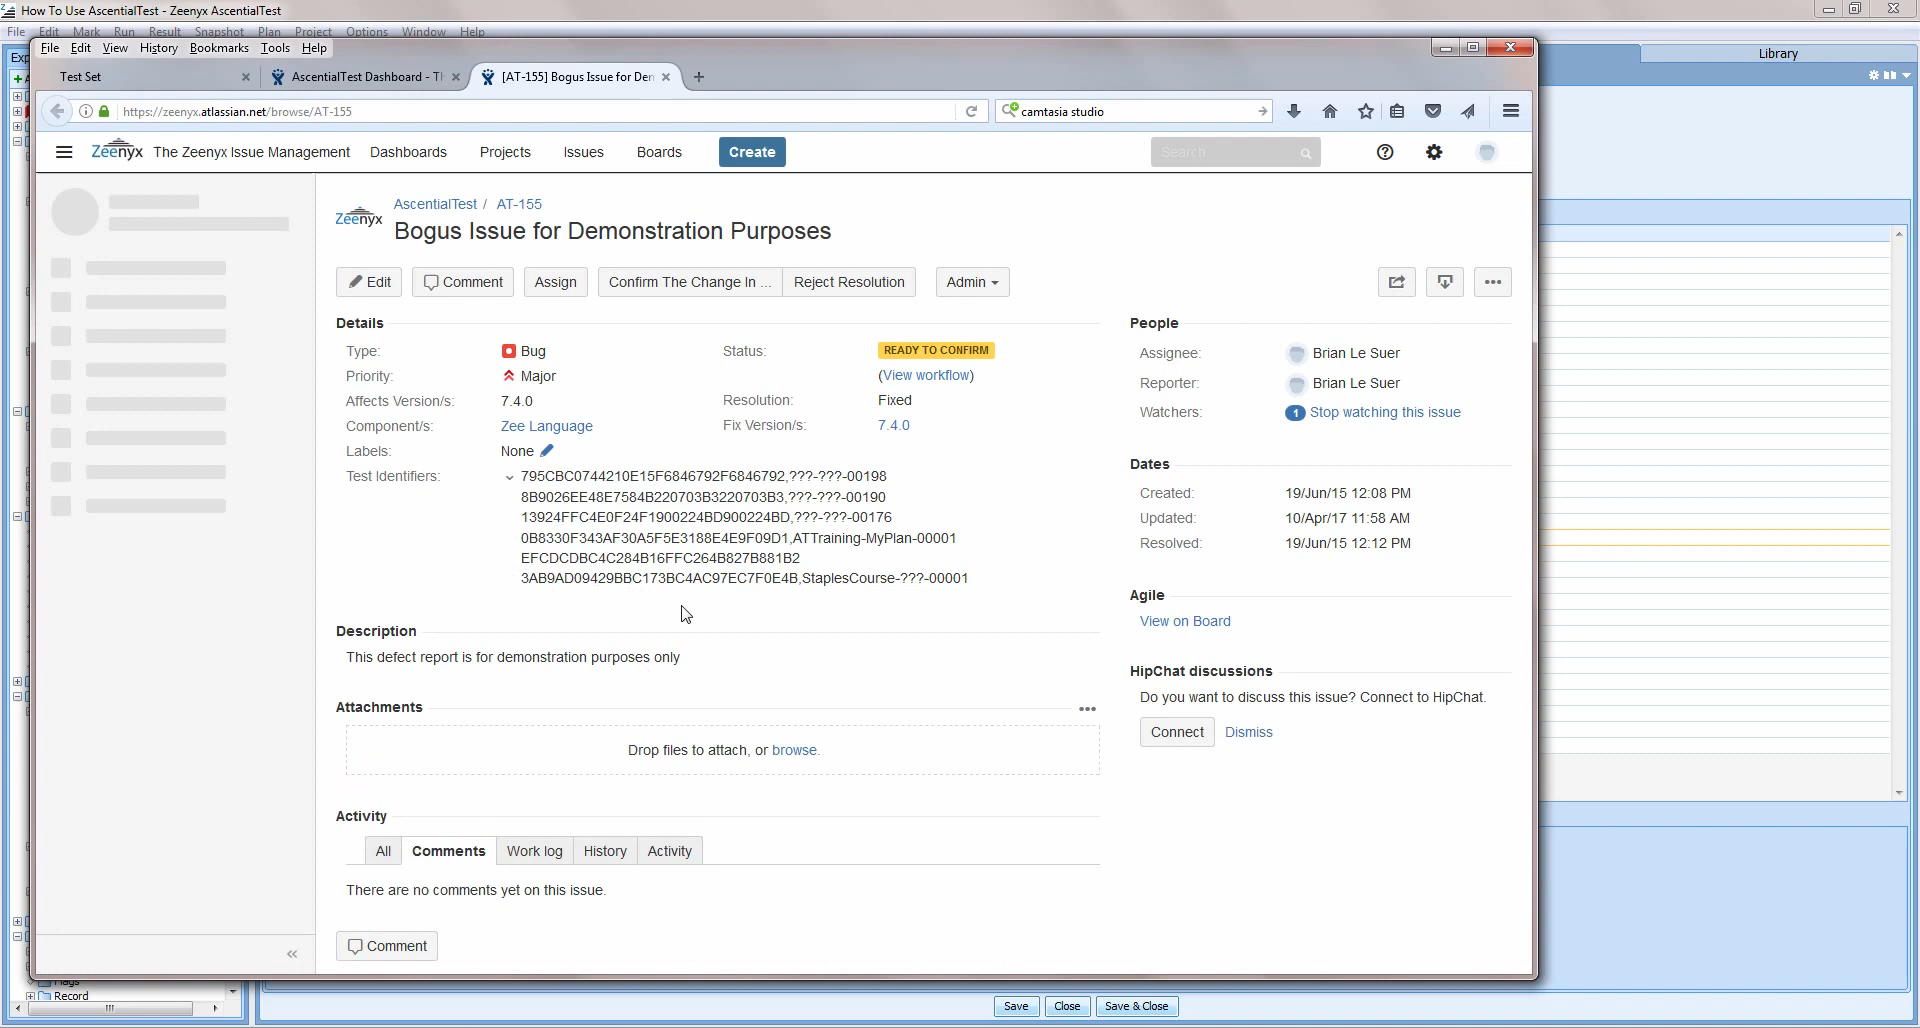 How To Use AscentialTest - Zeenyx AscentialTest
File Edit Mark Run Result Snapshot Plan Project Options Window Help
File Edit View History Bookmarks Tools Help
Library
Test Set
AscentialTest Dashboard - Th
[AT-155] Bogus Issue for Dem
https://zeenyx.atlassian.net/browse/AT-155
camtasia studio
Zeenyx The Zeenyx Issue Management Dashboards Projects Issues Boards Create Search
Zeenyx
AscentialTest / AT-155
Bogus Issue for Demonstration Purposes
Edit Comment Assign Confirm The Change In ... Reject Resolution Admin
Details
Type: Bug Status: READY TO CONFIRM
Priority: Major (View workflow)
Affects Version/s: 7.4.0 Resolution: Fixed
Component/s: Zee Language Fix Version/s: 7.4.0
Labels: None
Test Identifiers: 795CBC0744210E15F6846792F6846792,???-???-00198
8B9026EE48E7584B220703B3220703B3,???-???-00190
13924FFC4E0F24F1900224BD900224BD,???-???-00176
0B8330F343AF30A5F5E3188E4E9F09D1,ATTraining-MyPlan-00001
EFCDCDBC4C284B16FFC264B827B881B2
3AB9AD09429BBC173BC4AC97EC7F0E4B,StaplesCourse-???-00001
Description
This defect report is for demonstration purposes only
Attachments
Drop files to attach, or browse.
Activity
All Comments Work log History Activity
There are no comments yet on this issue.
Comment
People
Assignee: Brian Le Suer
Reporter: Brian Le Suer
Watchers: 1 Stop watching this issue
Dates
Created: 19/Jun/15 12:08 PM
Updated: 10/Apr/17 11:58 AM
Resolved: 19/Jun/15 12:12 PM
Agile
View on Board
HipChat discussions
Do you want to discuss this issue? Connect to HipChat.
Connect Dismiss
Record
Save Close Save & Close